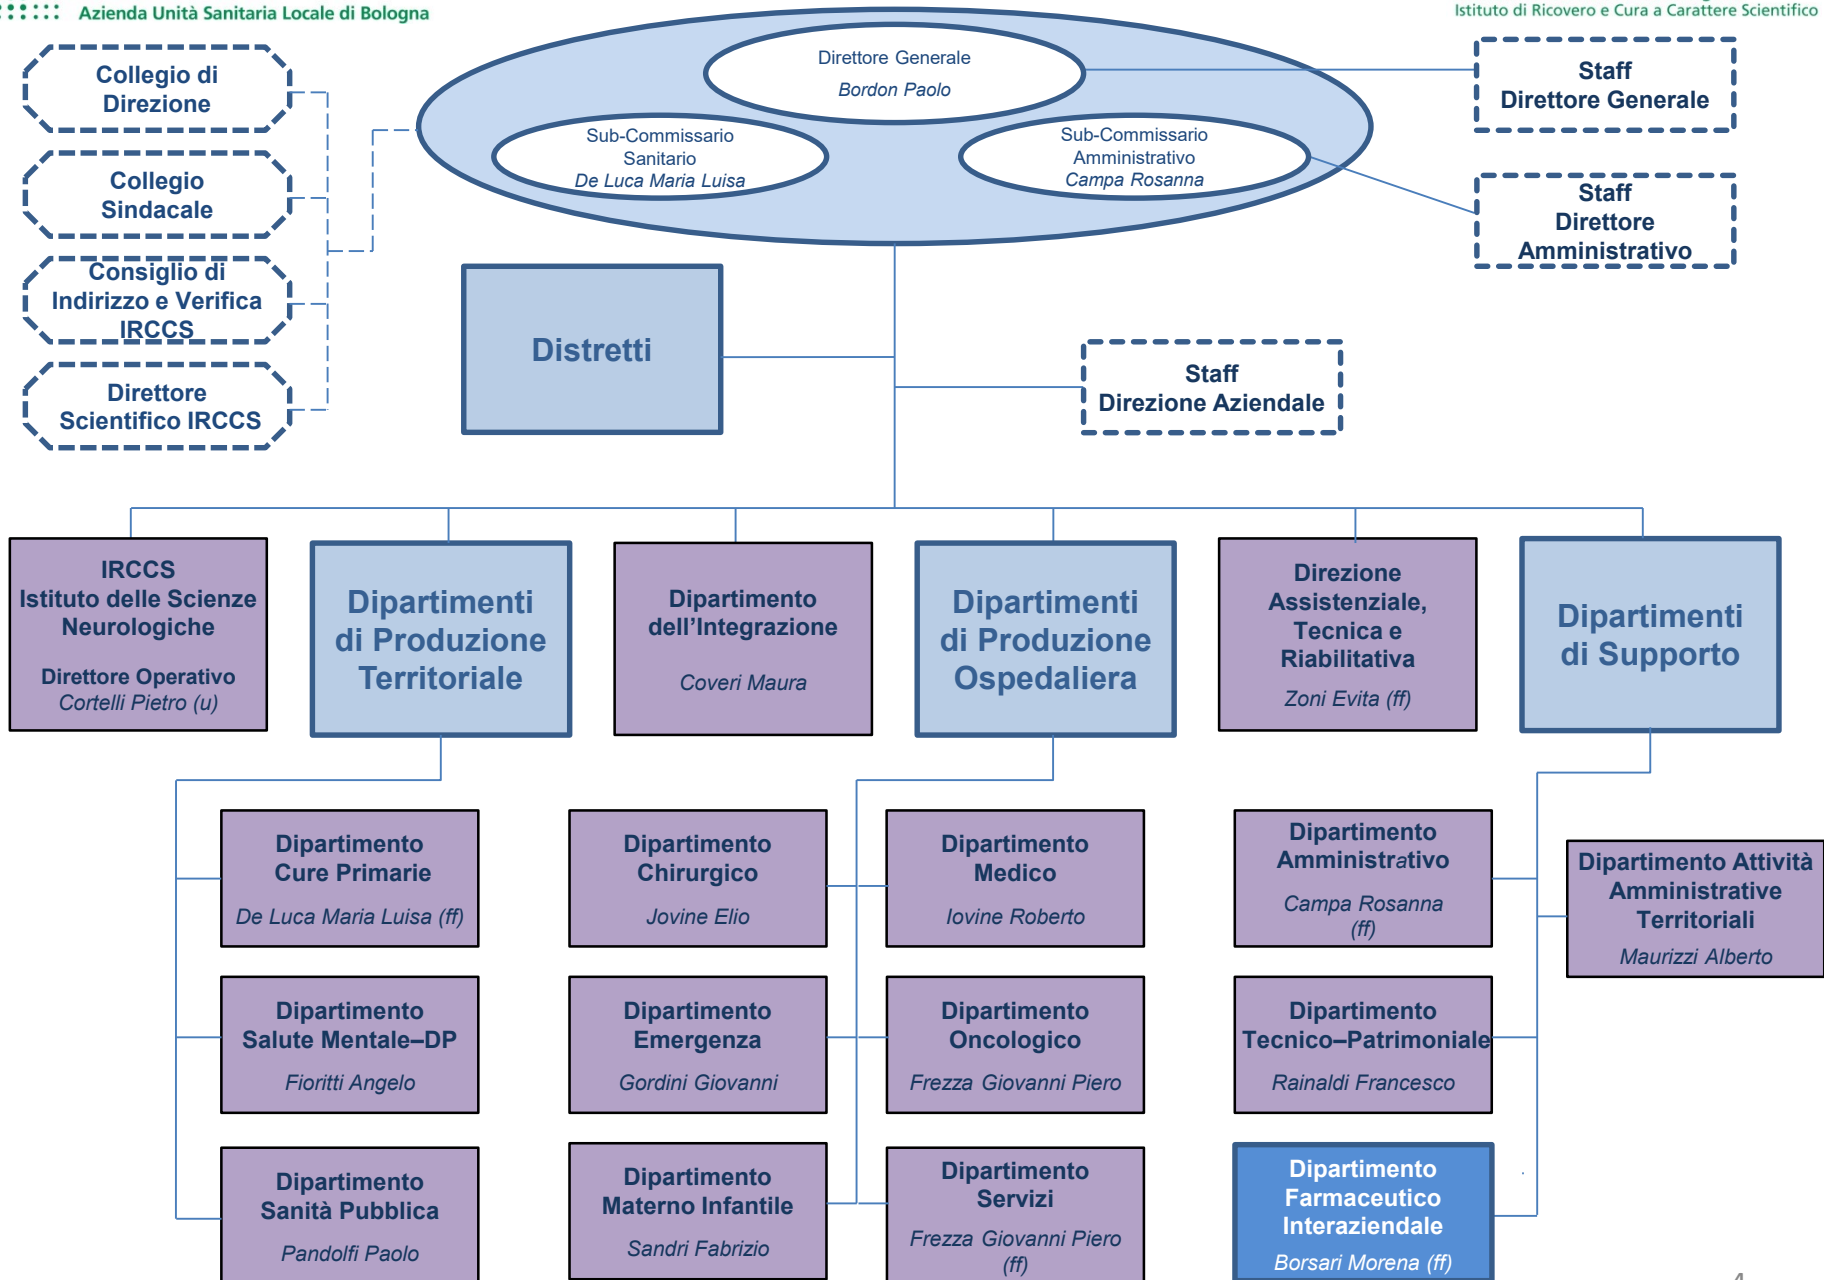 Azienda Unità Sanitaria Locale di Bologna
Istituto di Ricovero e Cura a Carattere Scientifico
Collegio di
Direzione
Collegio
Sindacale
Consiglio di
Indirizzo e Verifica
IRCCS
Direttore
Scientifico IRCCS
Direttore Generale
Bordon Paolo
Sub-Commissario
Sanitario
De Luca Maria Luisa
Sub-Commissario
Amministrativo
Campa Rosanna
Staff
Direttore Generale
Staff
Direttore
Amministrativo
Distretti
Staff
Direzione Aziendale
IRCCS
Istituto delle Scienze
Neurologiche
Direttore Operativo
Cortelli Pietro (u)
Dipartimenti
di Produzione
Territoriale
Dipartimento
dell'Integrazione
Coveri Maura
Dipartimenti
di Produzione
Ospedaliera
Direzione
Assistenziale,
Tecnica e
Riabilitativa
Zoni Evita (ff)
Dipartimenti
di Supporto
Dipartimento
Cure Primarie
De Luca Maria Luisa (ff)
Dipartimento
Chirurgico
Jovine Elio
Dipartimento
Medico
Iovine Roberto
Dipartimento
Amministrativo
Campa Rosanna
(ff)
Dipartimento Attività
Amministrative
Territoriali
Maurizzi Alberto
Dipartimento
Salute Mentale–DP
Fioritti Angelo
Dipartimento
Emergenza
Gordini Giovanni
Dipartimento
Oncologico
Frezza Giovanni Piero
Dipartimento
Tecnico–Patrimoniale
Rainaldi Francesco
Dipartimento
Sanità Pubblica
Pandolfi Paolo
Dipartimento
Materno Infantile
Sandri Fabrizio
Dipartimento
Servizi
Frezza Giovanni Piero
(ff)
Dipartimento
Farmaceutico
Interaziendale
Borsari Morena (ff)